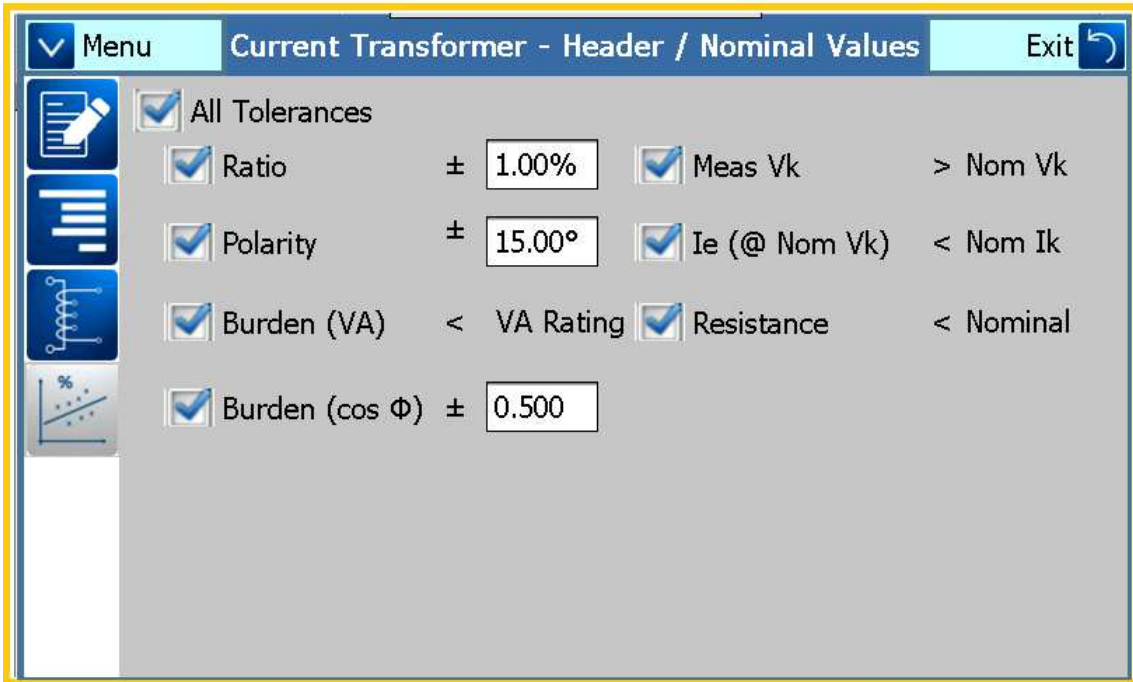 Menu Current Transformer - Header / Nominal Values Exit
All Tolerances
Ratio ± 1.00% Meas Vk > Nom Vk
Polarity ± 15.00° Ie (@ Nom Vk) < Nom Ik
Burden (VA) < VA Rating Resistance < Nominal
Burden (cos Φ) ± 0.500
%